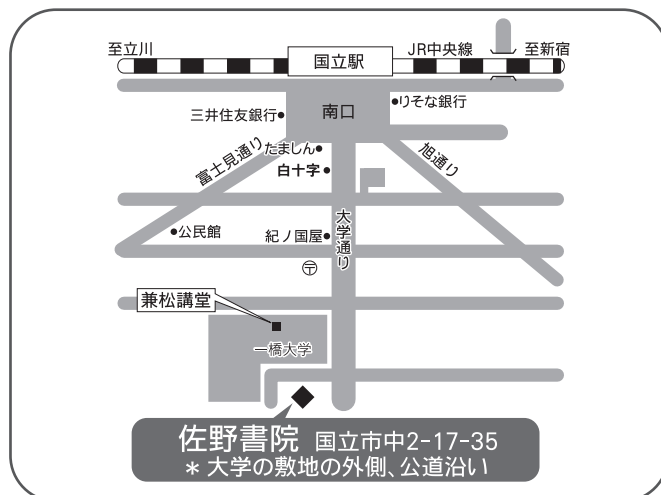 至立川
国立駅
JR中央線
至新宿
三井住友銀行
南口
りそな銀行
富士見通り
たましん
白十字
旭通り
公民館
紀ノ国屋
大学通り
〒
兼松講堂
一橋大学
佐野書院 国立市中2-17-35
*大学の敷地の外側、公道沿い